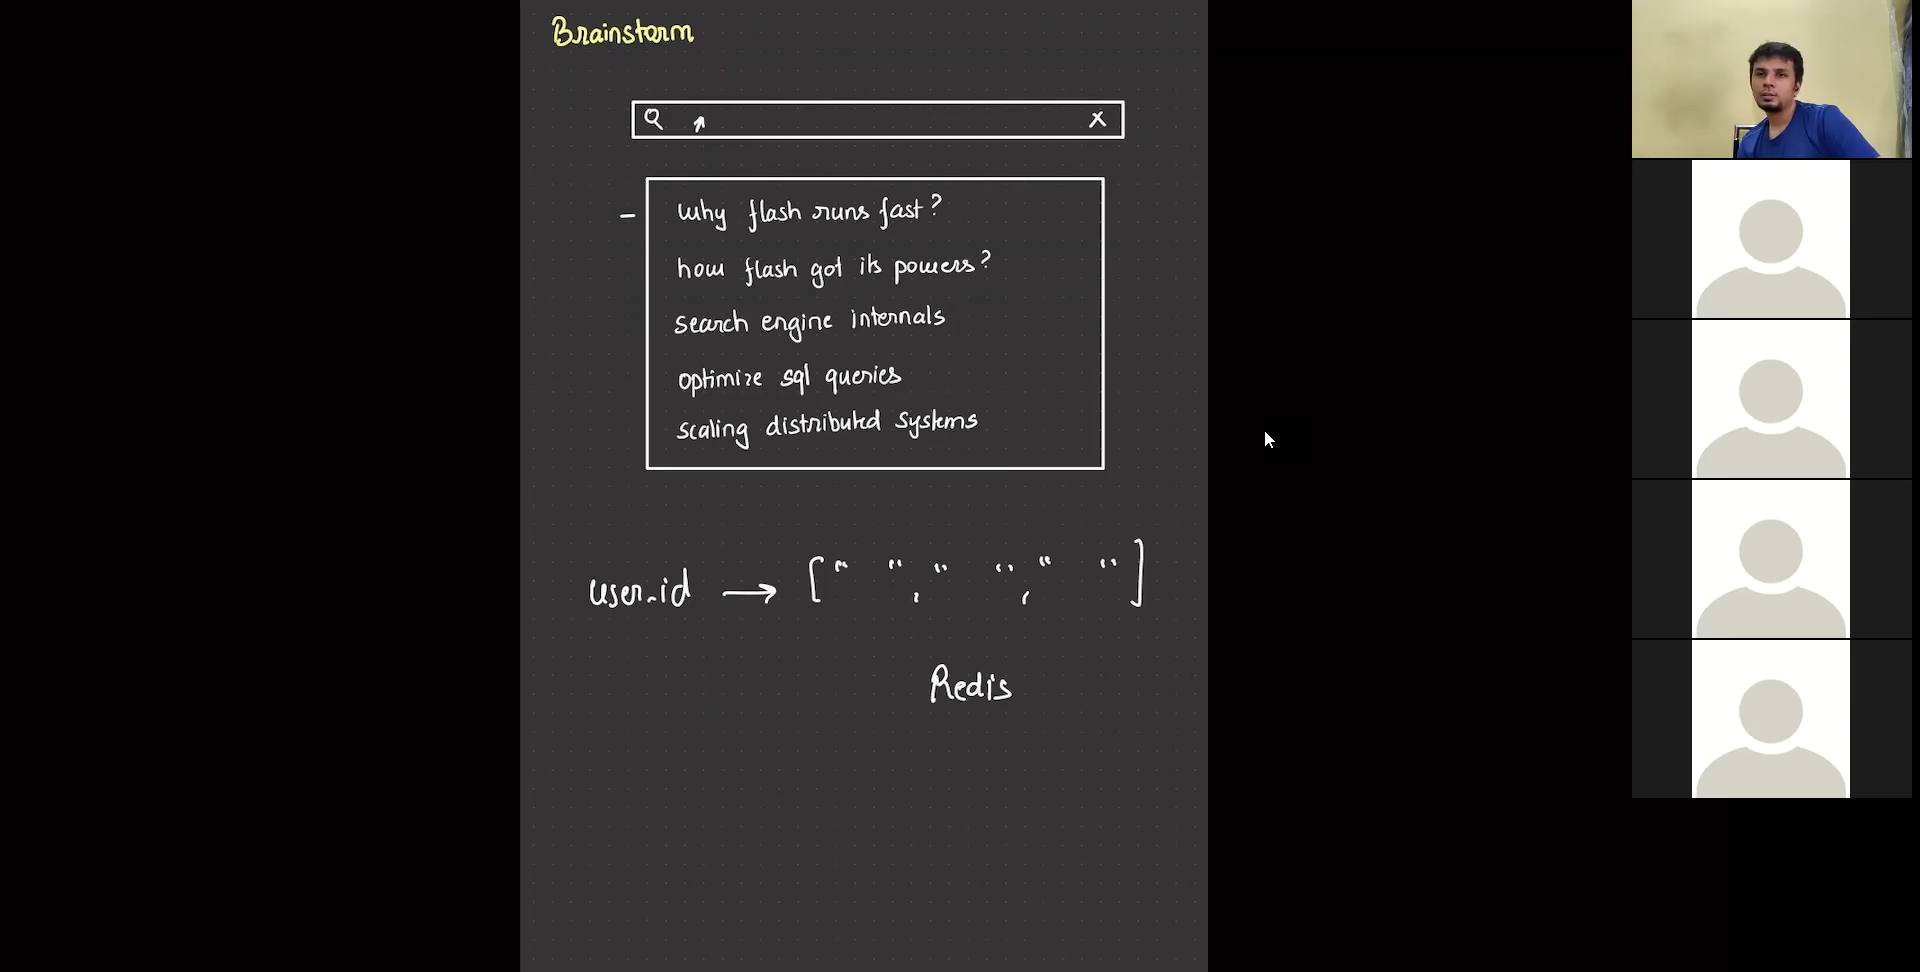 Brainstorm
X
why flash runs fast?
how flash got its powers?
search engine internals
optimize sql queries
scaling distributed systems
user_id → [" ", " ", " "]
Redis